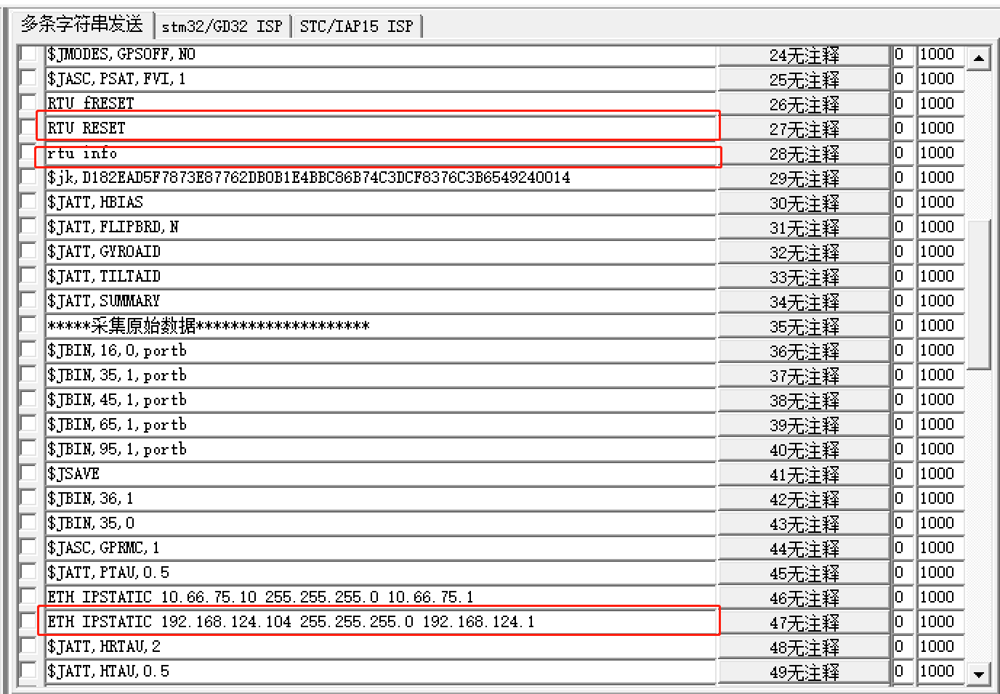 多条字符串发送 stm32/GD32 ISP STC/IAP15 ISP
$JMODES,GPSOFF,NO 24无注释 0 1000
$JASC,PSAT,FVI,1 25无注释 0 1000
RTU fRESET 26无注释 0 1000
RTU RESET 27无注释 0 1000
rtu info 28无注释 0 1000
$jk,D182EAD5F7873E87762DB0B1E4BBC86B74C3DCF8376C3B6549240014 29无注释 0 1000
$JATT,HBIAS 30无注释 0 1000
$JATT,FLIPBRD,N 31无注释 0 1000
$JATT,GYROAID 32无注释 0 1000
$JATT,TILTAID 33无注释 0 1000
$JATT,SUMMARY 34无注释 0 1000
*****采集原始数据******************** 35无注释 0 1000
$JBIN,16,0,portb 36无注释 0 1000
$JBIN,35,1,portb 37无注释 0 1000
$JBIN,45,1,portb 38无注释 0 1000
$JBIN,65,1,portb 39无注释 0 1000
$JBIN,95,1,portb 40无注释 0 1000
$JSAVE 41无注释 0 1000
$JBIN,36,1 42无注释 0 1000
$JBIN,35,0 43无注释 0 1000
$JASC,GPRMC,1 44无注释 0 1000
$JATT,PTAU,0.5 45无注释 0 1000
ETH IPSTATIC 10.66.75.10 255.255.255.0 10.66.75.1 46无注释 0 1000
ETH IPSTATIC 192.168.124.104 255.255.255.0 192.168.124.1 47无注释 0 1000
$JATT,HRTAU,2 48无注释 0 1000
$JATT,HTAU,0.5 49无注释 0 1000